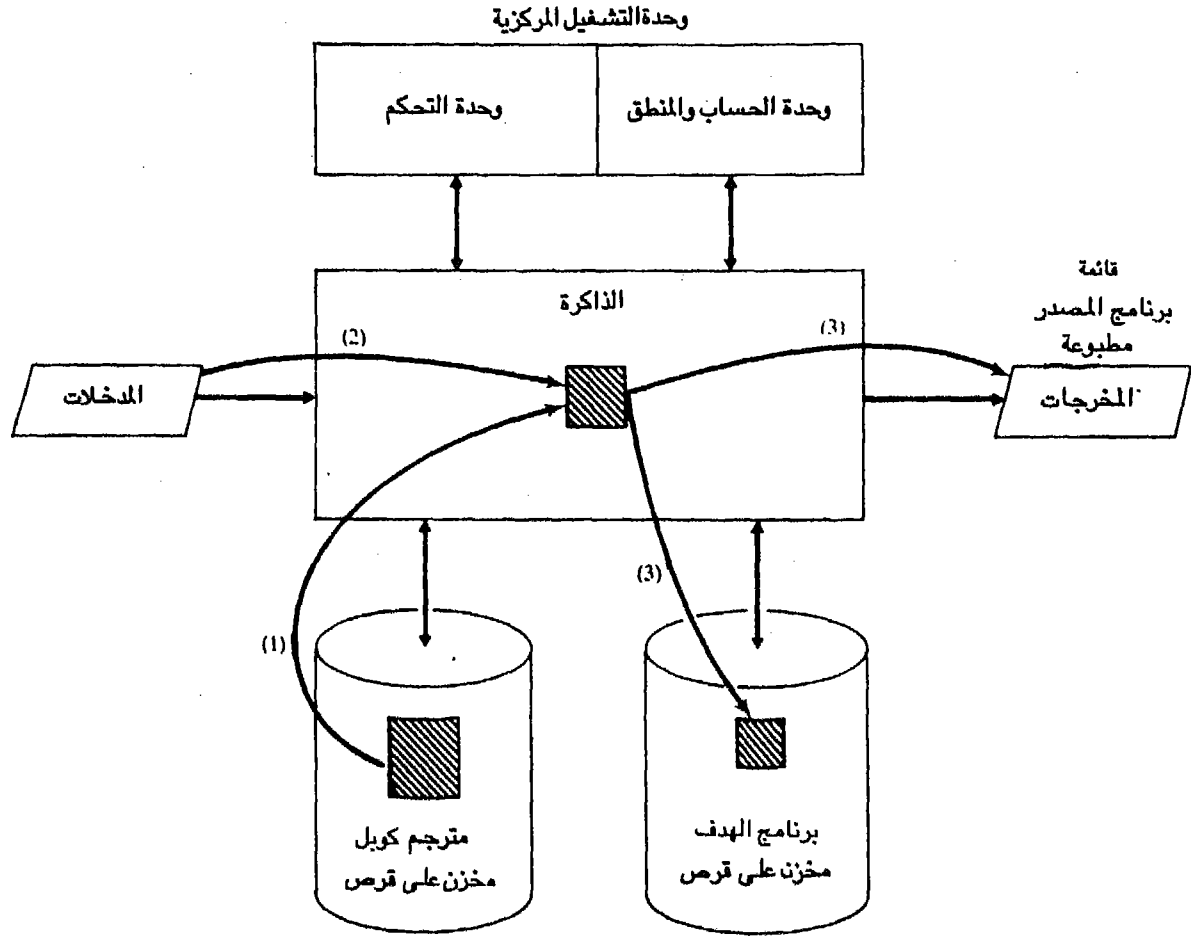 وحدة التشغيل المركزية
وحدة الحساب والمنطق
وحدة التحكم
الذاكرة
قائمة
برنامج المصدر
مطبوعة
المخرجات
(3)
(2)
المدخلات
(3)
(1)
برنامج الهدف
مخزن على قرص
مترجم كوبل
مخزن على قرص